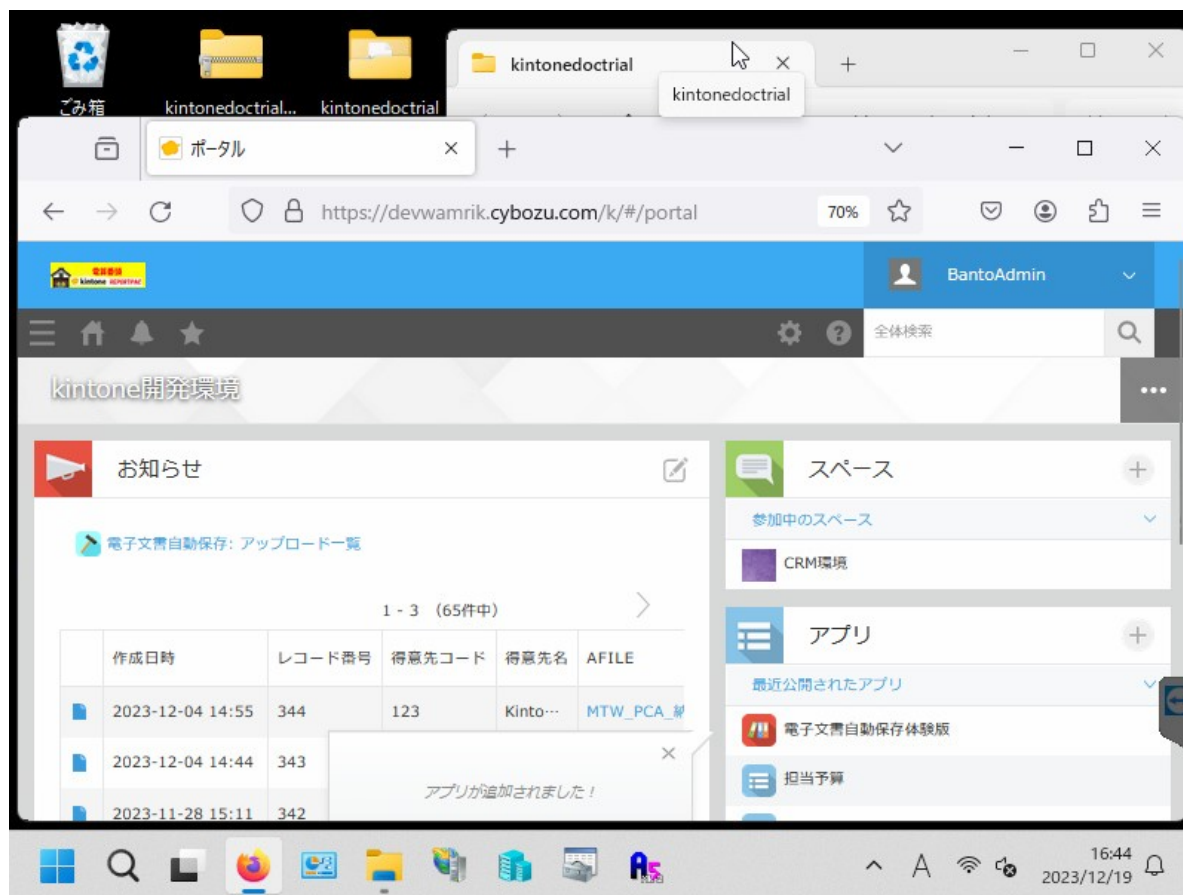 kintonedoctrial
ごみ箱
kintonedoctrial...
kintonedoctrial
kintonedoctrial
ポータル
https://devwamrik.cybozu.com/k/#/portal
70%
kintone
BantoAdmin
全体検索
kintone開発環境
お知らせ
スペース
参加中のスペース
電子文書自動保存: アップロード一覧
CRM環境
1 - 3 （65件中）
アプリ
作成日時 レコード番号 得意先コード 得意先名 AFILE
最近公開されたアプリ
2023-12-04 14:55 344 123 Kinto… MTW_PCA_
電子文書自動保存体験版
2023-12-04 14:44 343
担当予算
アプリが追加されました！
2023-11-28 15:11 342
A
16:44
2023/12/19